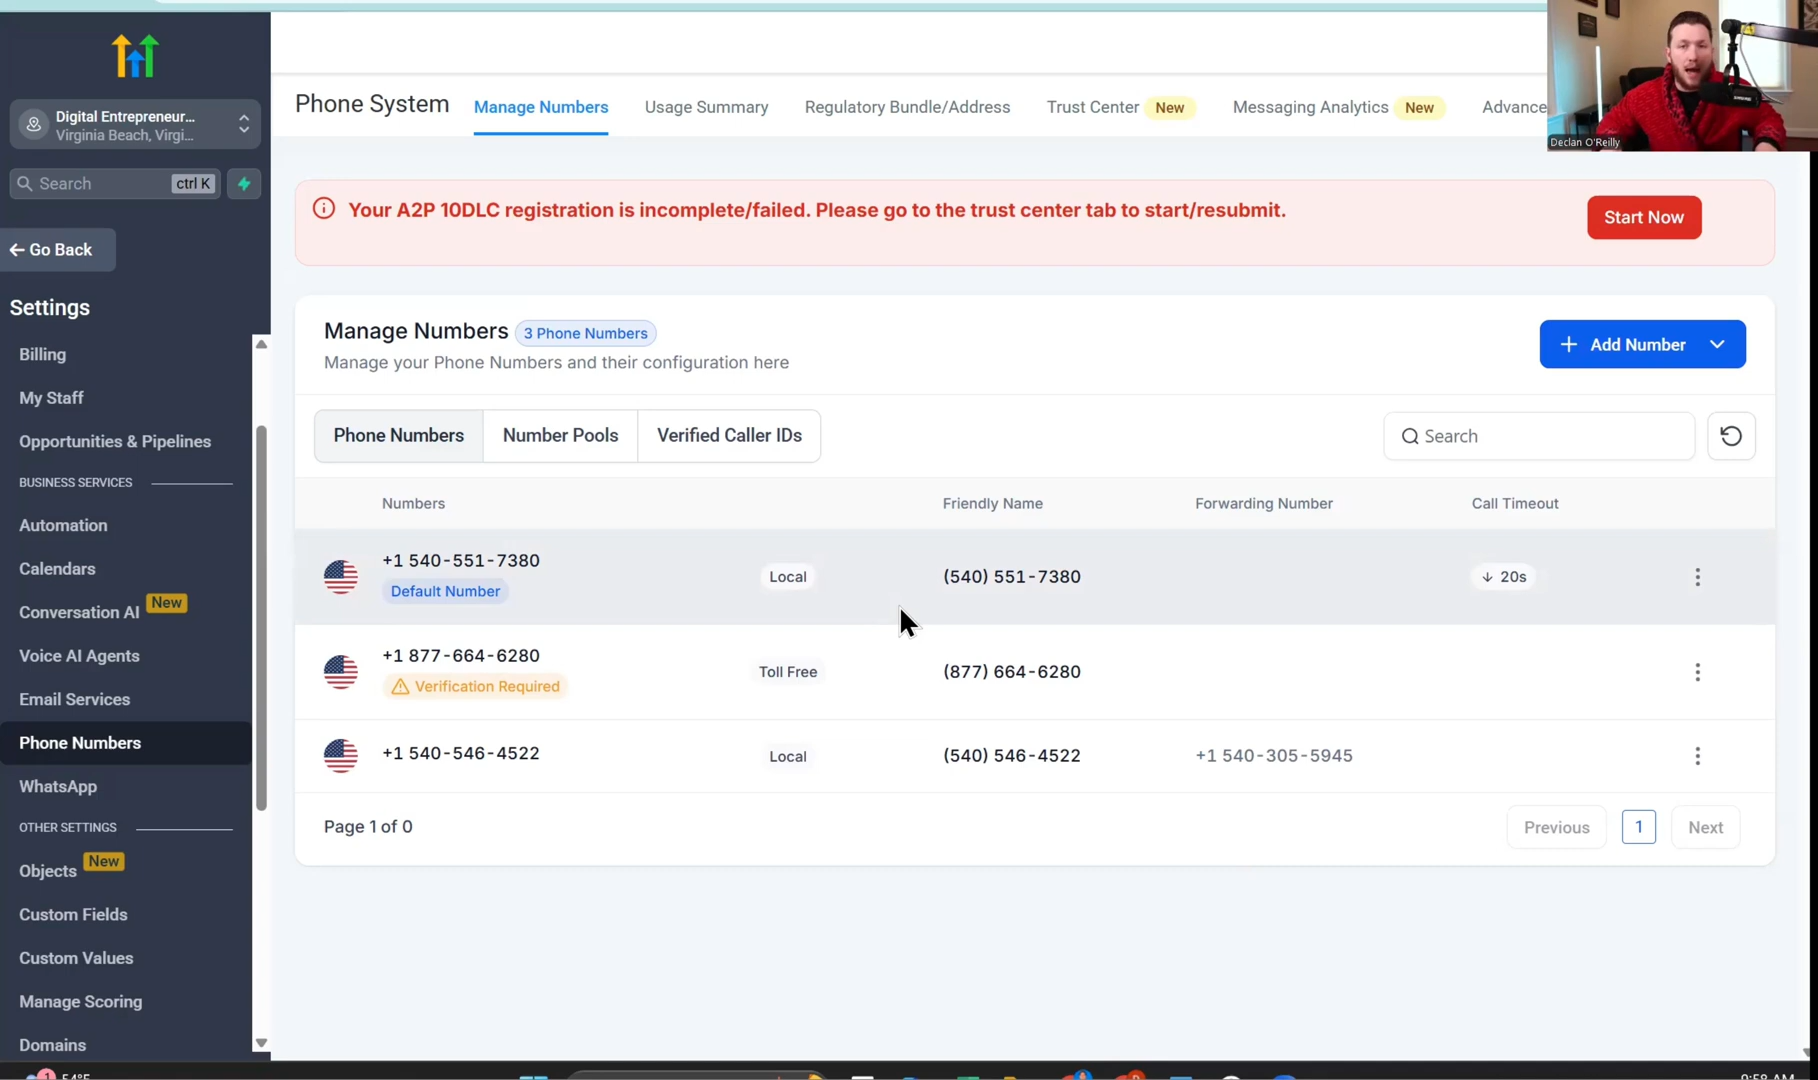 Digital Entrepreneur...
Virginia Beach, Virgi...
Search ctrl K
Go Back
Settings
Billing
My Staff
Opportunities & Pipelines
BUSINESS SERVICES
Automation
Calendars
Conversation AI New
Voice AI Agents
Email Services
Phone Numbers
WhatsApp
OTHER SETTINGS
Objects New
Custom Fields
Custom Values
Manage Scoring
Domains
Phone System Manage Numbers Usage Summary Regulatory Bundle/Address Trust Center New Messaging Analytics New Advance
Declan O'Reilly
Your A2P 10DLC registration is incomplete/failed. Please go to the trust center tab to start/resubmit.
Start Now
Manage Numbers 3 Phone Numbers
Manage your Phone Numbers and their configuration here
+ Add Number
Phone Numbers Number Pools Verified Caller IDs
Search
Numbers Friendly Name Forwarding Number Call Timeout
+1 540-551-7380
Default Number
Local (540) 551-7380 20s
+1 877-664-6280
Verification Required
Toll Free (877) 664-6280
+1 540-546-4522 Local (540) 546-4522 +1 540-305-5945
Page 1 of 0
Previous 1 Next
1 54°F
9:58 AM